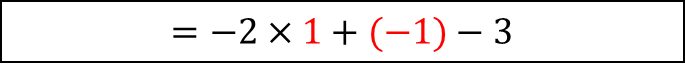 = −2 × 1 + (−1) − 3